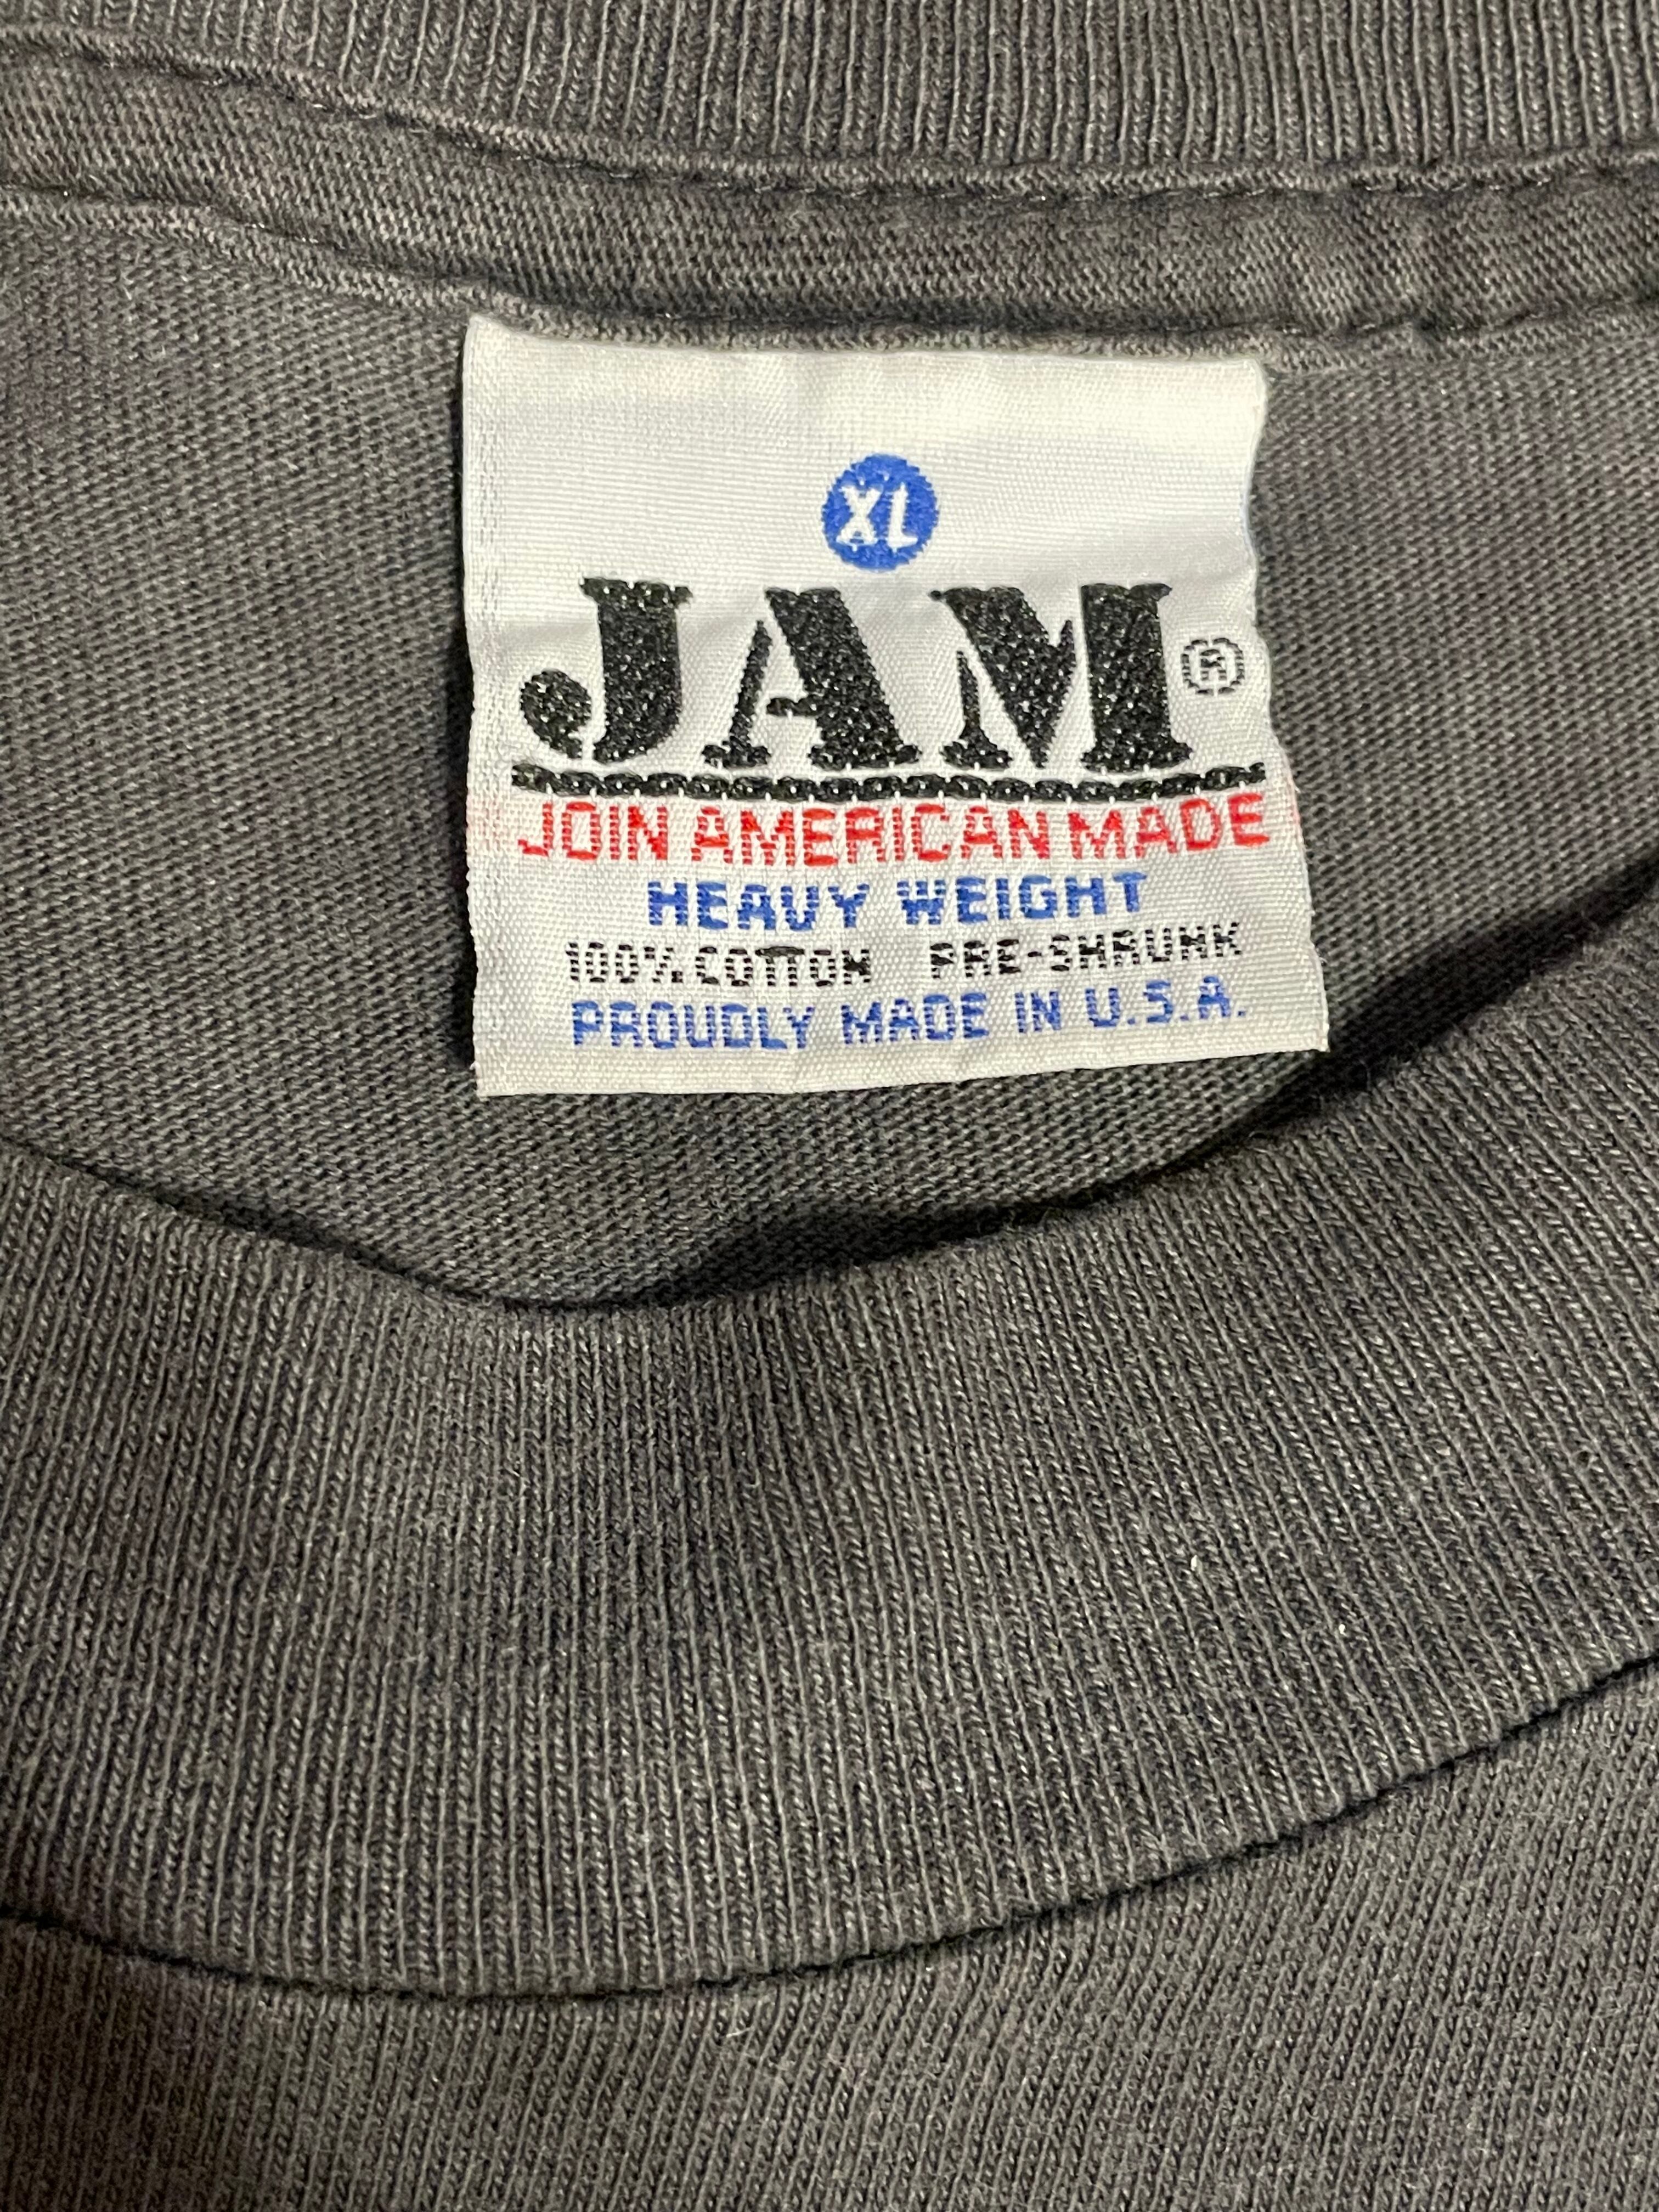 XL
JAM®
JOIN AMERICAN MADE
HEAVY WEIGHT
100% COTTON PRE-SHRUNK
PROUDLY MADE IN U.S.A.